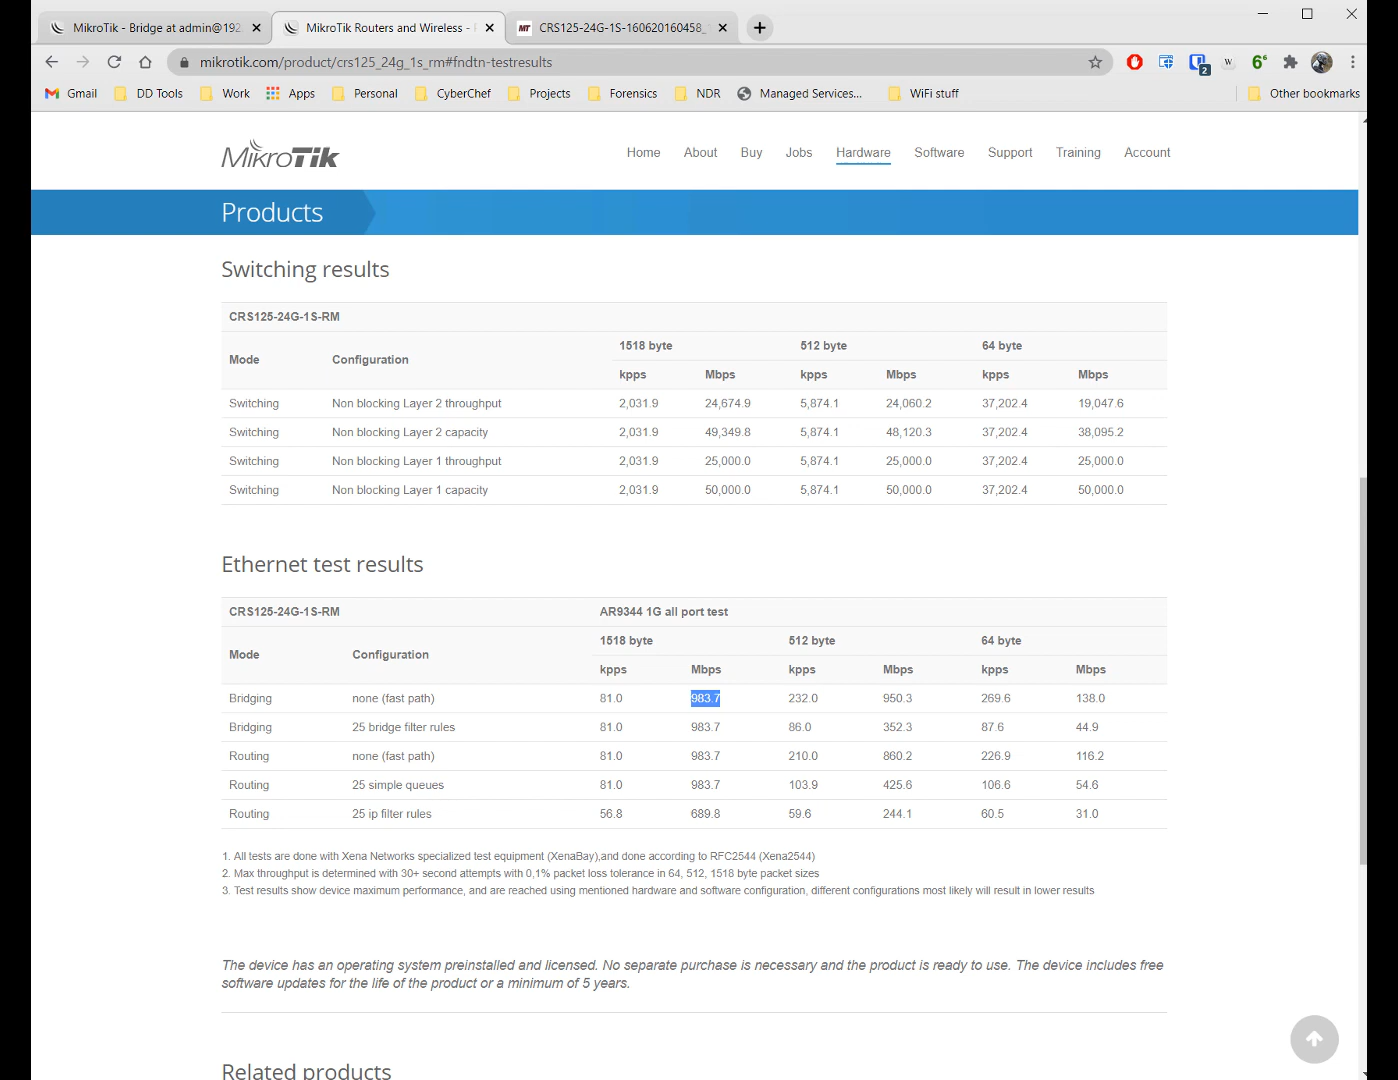 MikroTik - Bridge at admin@192
MikroTik Routers and Wireless -
CRS125-24G-1S-160620160458_
mikrotik.com/product/crs125_24g_1s_rm#fndtn-testresults
2
W
6⁶
Gmail DD Tools Work Apps Personal CyberChef Projects Forensics NDR Managed Services... WiFi stuff Other bookmarks
MikroTik
Home About Buy Jobs Hardware Software Support Training Account
Products
Switching results
CRS125-24G-1S-RM
1518 byte 512 byte 64 byte
Mode Configuration
kpps Mbps kpps Mbps kpps Mbps
Switching Non blocking Layer 2 throughput 2,031.9 24,674.9 5,874.1 24,060.2 37,202.4 19,047.6
Switching Non blocking Layer 2 capacity 2,031.9 49,349.8 5,874.1 48,120.3 37,202.4 38,095.2
Switching Non blocking Layer 1 throughput 2,031.9 25,000.0 5,874.1 25,000.0 37,202.4 25,000.0
Switching Non blocking Layer 1 capacity 2,031.9 50,000.0 5,874.1 50,000.0 37,202.4 50,000.0
Ethernet test results
CRS125-24G-1S-RM AR9344 1G all port test
1518 byte 512 byte 64 byte
Mode Configuration
kpps Mbps kpps Mbps kpps Mbps
Bridging none (fast path) 81.0 983.7 232.0 950.3 269.6 138.0
Bridging 25 bridge filter rules 81.0 983.7 86.0 352.3 87.6 44.9
Routing none (fast path) 81.0 983.7 210.0 860.2 226.9 116.2
Routing 25 simple queues 81.0 983.7 103.9 425.6 106.6 54.6
Routing 25 ip filter rules 56.8 689.8 59.6 244.1 60.5 31.0
1. All tests are done with Xena Networks specialized test equipment (XenaBay),and done according to RFC2544 (Xena2544)
2. Max throughput is determined with 30+ second attempts with 0,1% packet loss tolerance in 64, 512, 1518 byte packet sizes
3. Test results show device maximum performance, and are reached using mentioned hardware and software configuration, different configurations most likely will result in lower results
The device has an operating system preinstalled and licensed. No separate purchase is necessary and the product is ready to use. The device includes free
software updates for the life of the product or a minimum of 5 years.
Related products